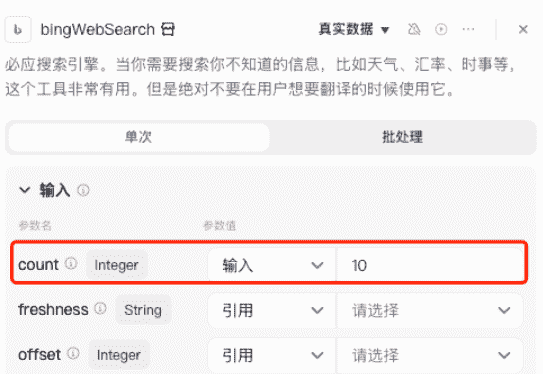 bingWebSearch 真实数据
必应搜索引擎。当你需要搜索你不知道的信息，比如天气、汇率、时事等，
这个工具非常有用。但是绝对不要在用户想要翻译的时候使用它。
单次 批处理
输入
参数名 参数值
count Integer 输入 10
freshness String 引用 请选择
offset Integer 引用 请选择